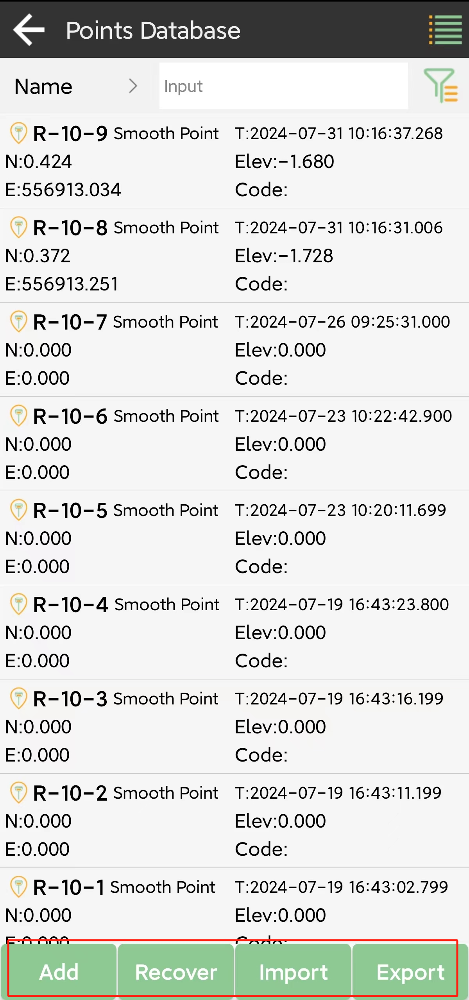 Points Database
Name
Input
R-10-9 Smooth Point T:2024-07-31 10:16:37.268
N:0.424 Elev:-1.680
E:556913.034 Code:
R-10-8 Smooth Point T:2024-07-31 10:16:31.006
N:0.372 Elev:-1.728
E:556913.251 Code:
R-10-7 Smooth Point T:2024-07-26 09:25:31.000
N:0.000 Elev:0.000
E:0.000 Code:
R-10-6 Smooth Point T:2024-07-23 10:22:42.900
N:0.000 Elev:0.000
E:0.000 Code:
R-10-5 Smooth Point T:2024-07-23 10:20:11.699
N:0.000 Elev:0.000
E:0.000 Code:
R-10-4 Smooth Point T:2024-07-19 16:43:23.800
N:0.000 Elev:0.000
E:0.000 Code:
R-10-3 Smooth Point T:2024-07-19 16:43:16.199
N:0.000 Elev:0.000
E:0.000 Code:
R-10-2 Smooth Point T:2024-07-19 16:43:11.199
N:0.000 Elev:0.000
E:0.000 Code:
R-10-1 Smooth Point T:2024-07-19 16:43:02.799
N:0.000 Elev:0.000
E:0.000 Code:
Add Recover Import Export